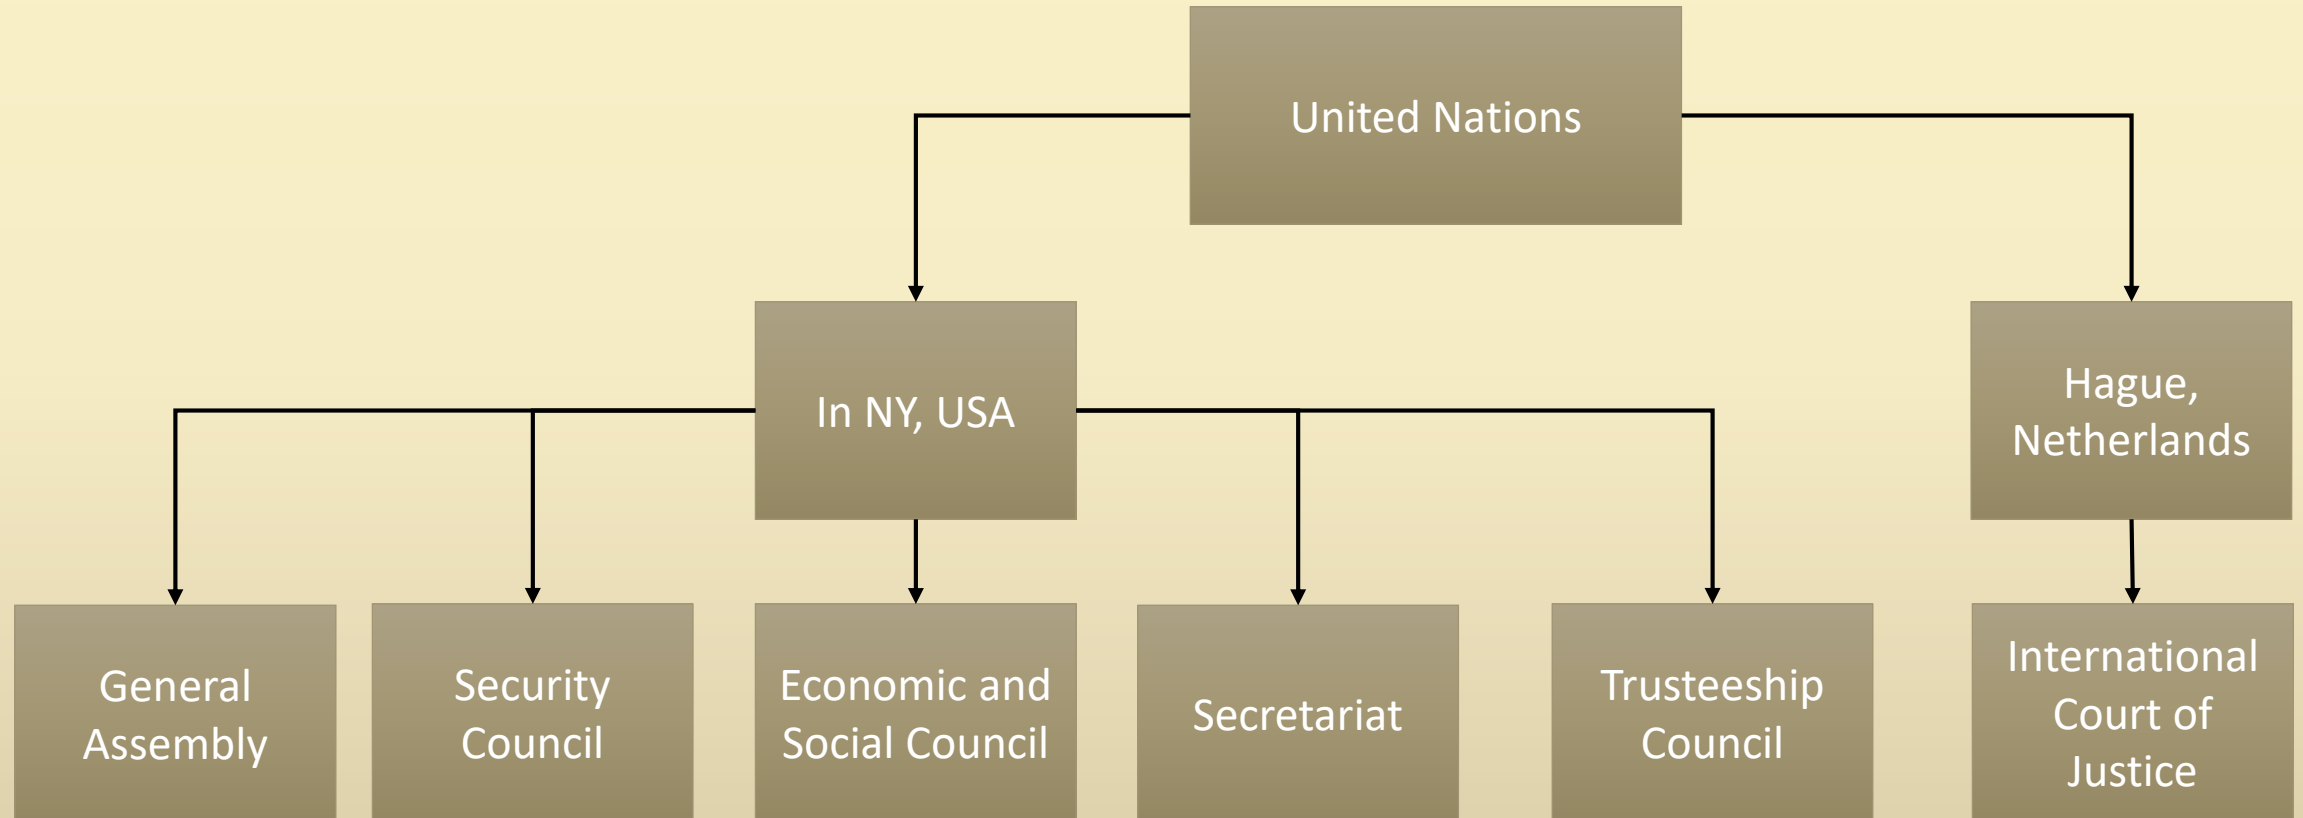 United Nations
In NY, USA
Hague,
Netherlands
General
Assembly
Security
Council
Economic and
Social Council
Secretariat
Trusteeship
Council
International
Court of
Justice